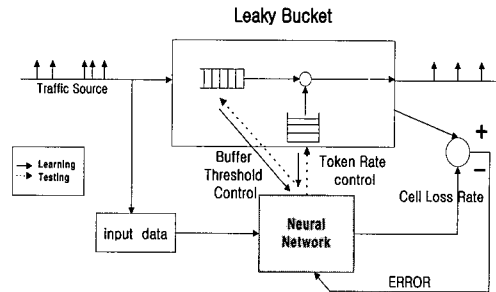 Leaky Bucket
Traffic Source
Learning
Testing
Buffer
Threshold
Control
Token Rate
control
+
−
Cell Loss Rate
input data
Neural
Network
ERROR